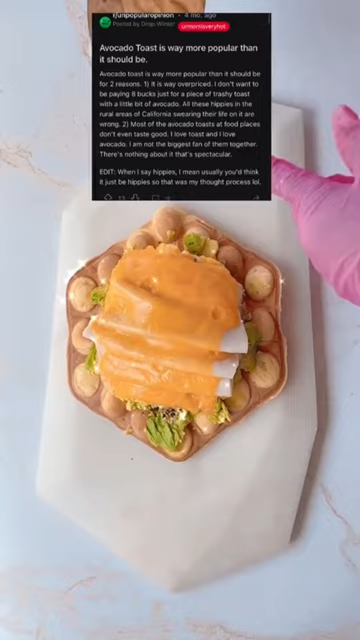 r/unpopularopinion • 4 mo. ago
Posted by urmomisveryhot
Avocado Toast is way more popular than
it should be.
Avocado toast is way more popular than it should be
for 2 reasons. 1) It is way overpriced. I don't want to
be paying 8 bucks just for a piece of trashy toast
with a little bit of avocado. All these hippies in the
rural areas of California swearing their life on it are
wrong. 2) Most of the avocado toasts at food places
don't even taste good. I love toast and I love
avocado. I am not the biggest fan of them together.
There's nothing about it that's spectacular.
EDIT: When I say hippies, I mean usually you'd think
it just be hippies so that was my thought process lol.